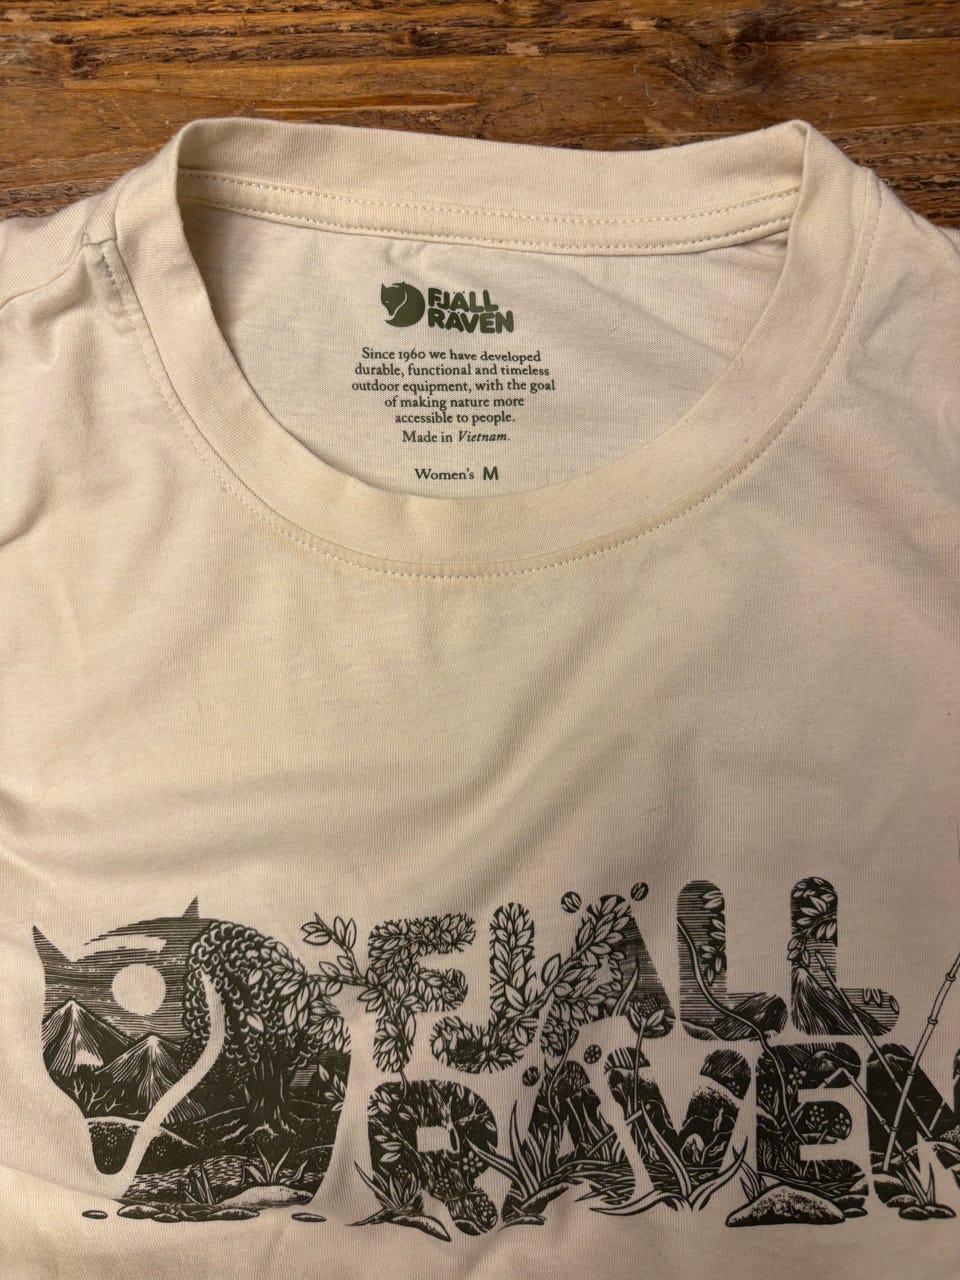 FJÄLL
RÄVEN
Since 1960 we have developed
durable, functional and timeless
outdoor equipment, with the goal
of making nature more
accessible to people.
Made in Vietnam.
Women's M
FJÄLL
RÄVEN